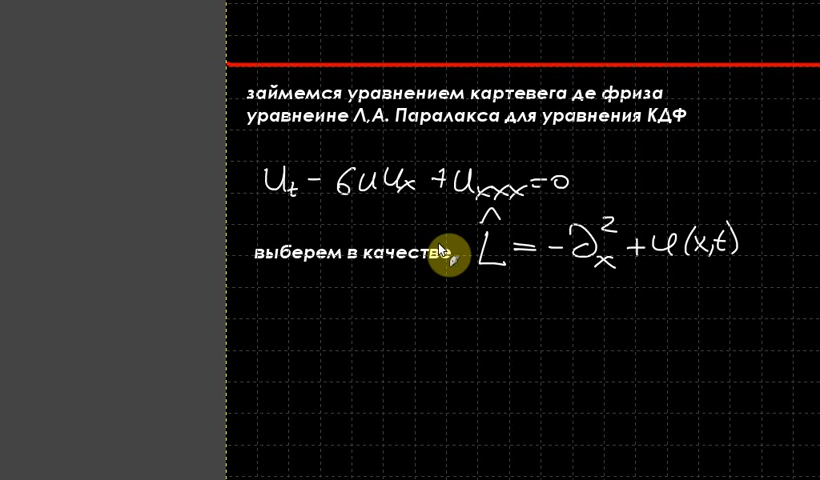 займемся уравнением картевега де фриза
уравнеине Л,А. Паралакса для уравнения КДФ
U_t - 6UU_x + U_xxx = 0
выберем в качестве, L̂ = -∂_x^2 + U(x,t)